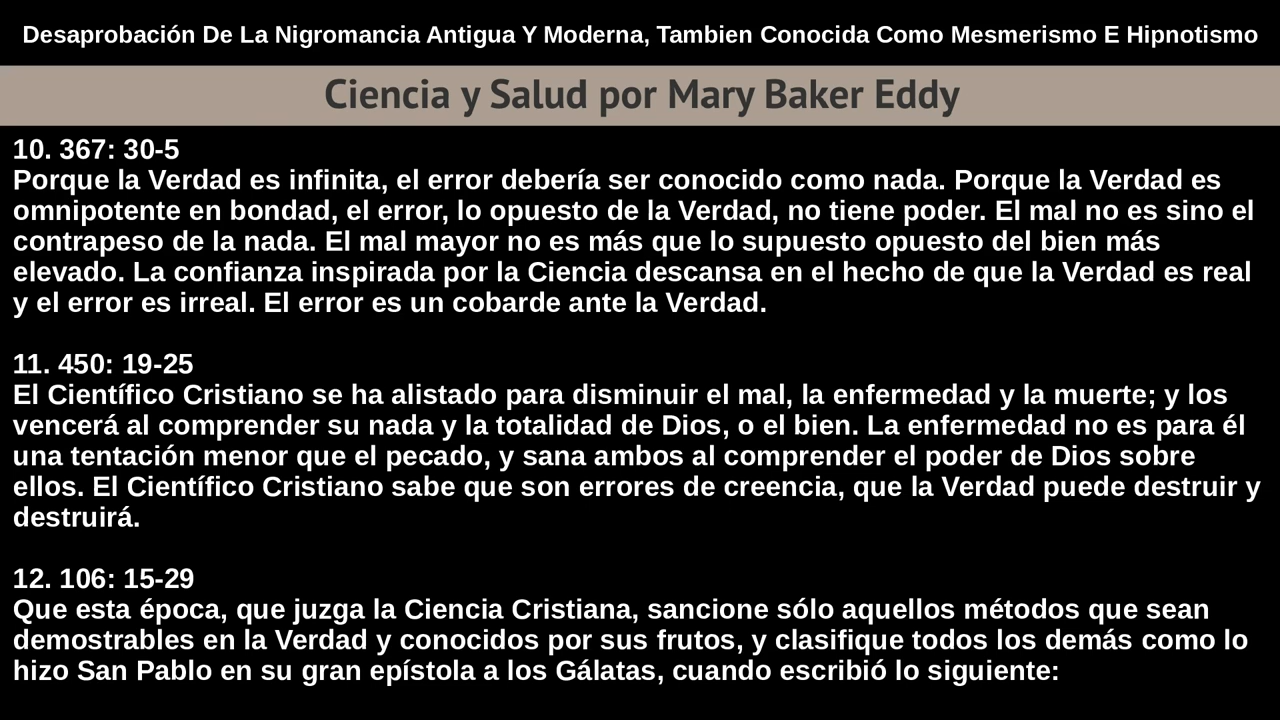 Desaprobación De La Nigromancia Antigua Y Moderna, Tambien Conocida Como Mesmerismo E Hipnotismo
Ciencia y Salud por Mary Baker Eddy
10. 367: 30-5
Porque la Verdad es infinita, el error debería ser conocido como nada. Porque la Verdad es
omnipotente en bondad, el error, lo opuesto de la Verdad, no tiene poder. El mal no es sino el
contrapeso de la nada. El mal mayor no es más que lo supuesto opuesto del bien más
elevado. La confianza inspirada por la Ciencia descansa en el hecho de que la Verdad es real
y el error es irreal. El error es un cobarde ante la Verdad.
11. 450: 19-25
El Científico Cristiano se ha alistado para disminuir el mal, la enfermedad y la muerte; y los
vencerá al comprender su nada y la totalidad de Dios, o el bien. La enfermedad no es para él
una tentación menor que el pecado, y sana ambos al comprender el poder de Dios sobre
ellos. El Científico Cristiano sabe que son errores de creencia, que la Verdad puede destruir y
destruirá.
12. 106: 15-29
Que esta época, que juzga la Ciencia Cristiana, sancione sólo aquellos métodos que sean
demostrables en la Verdad y conocidos por sus frutos, y clasifique todos los demás como lo
hizo San Pablo en su gran epístola a los Gálatas, cuando escribió lo siguiente: